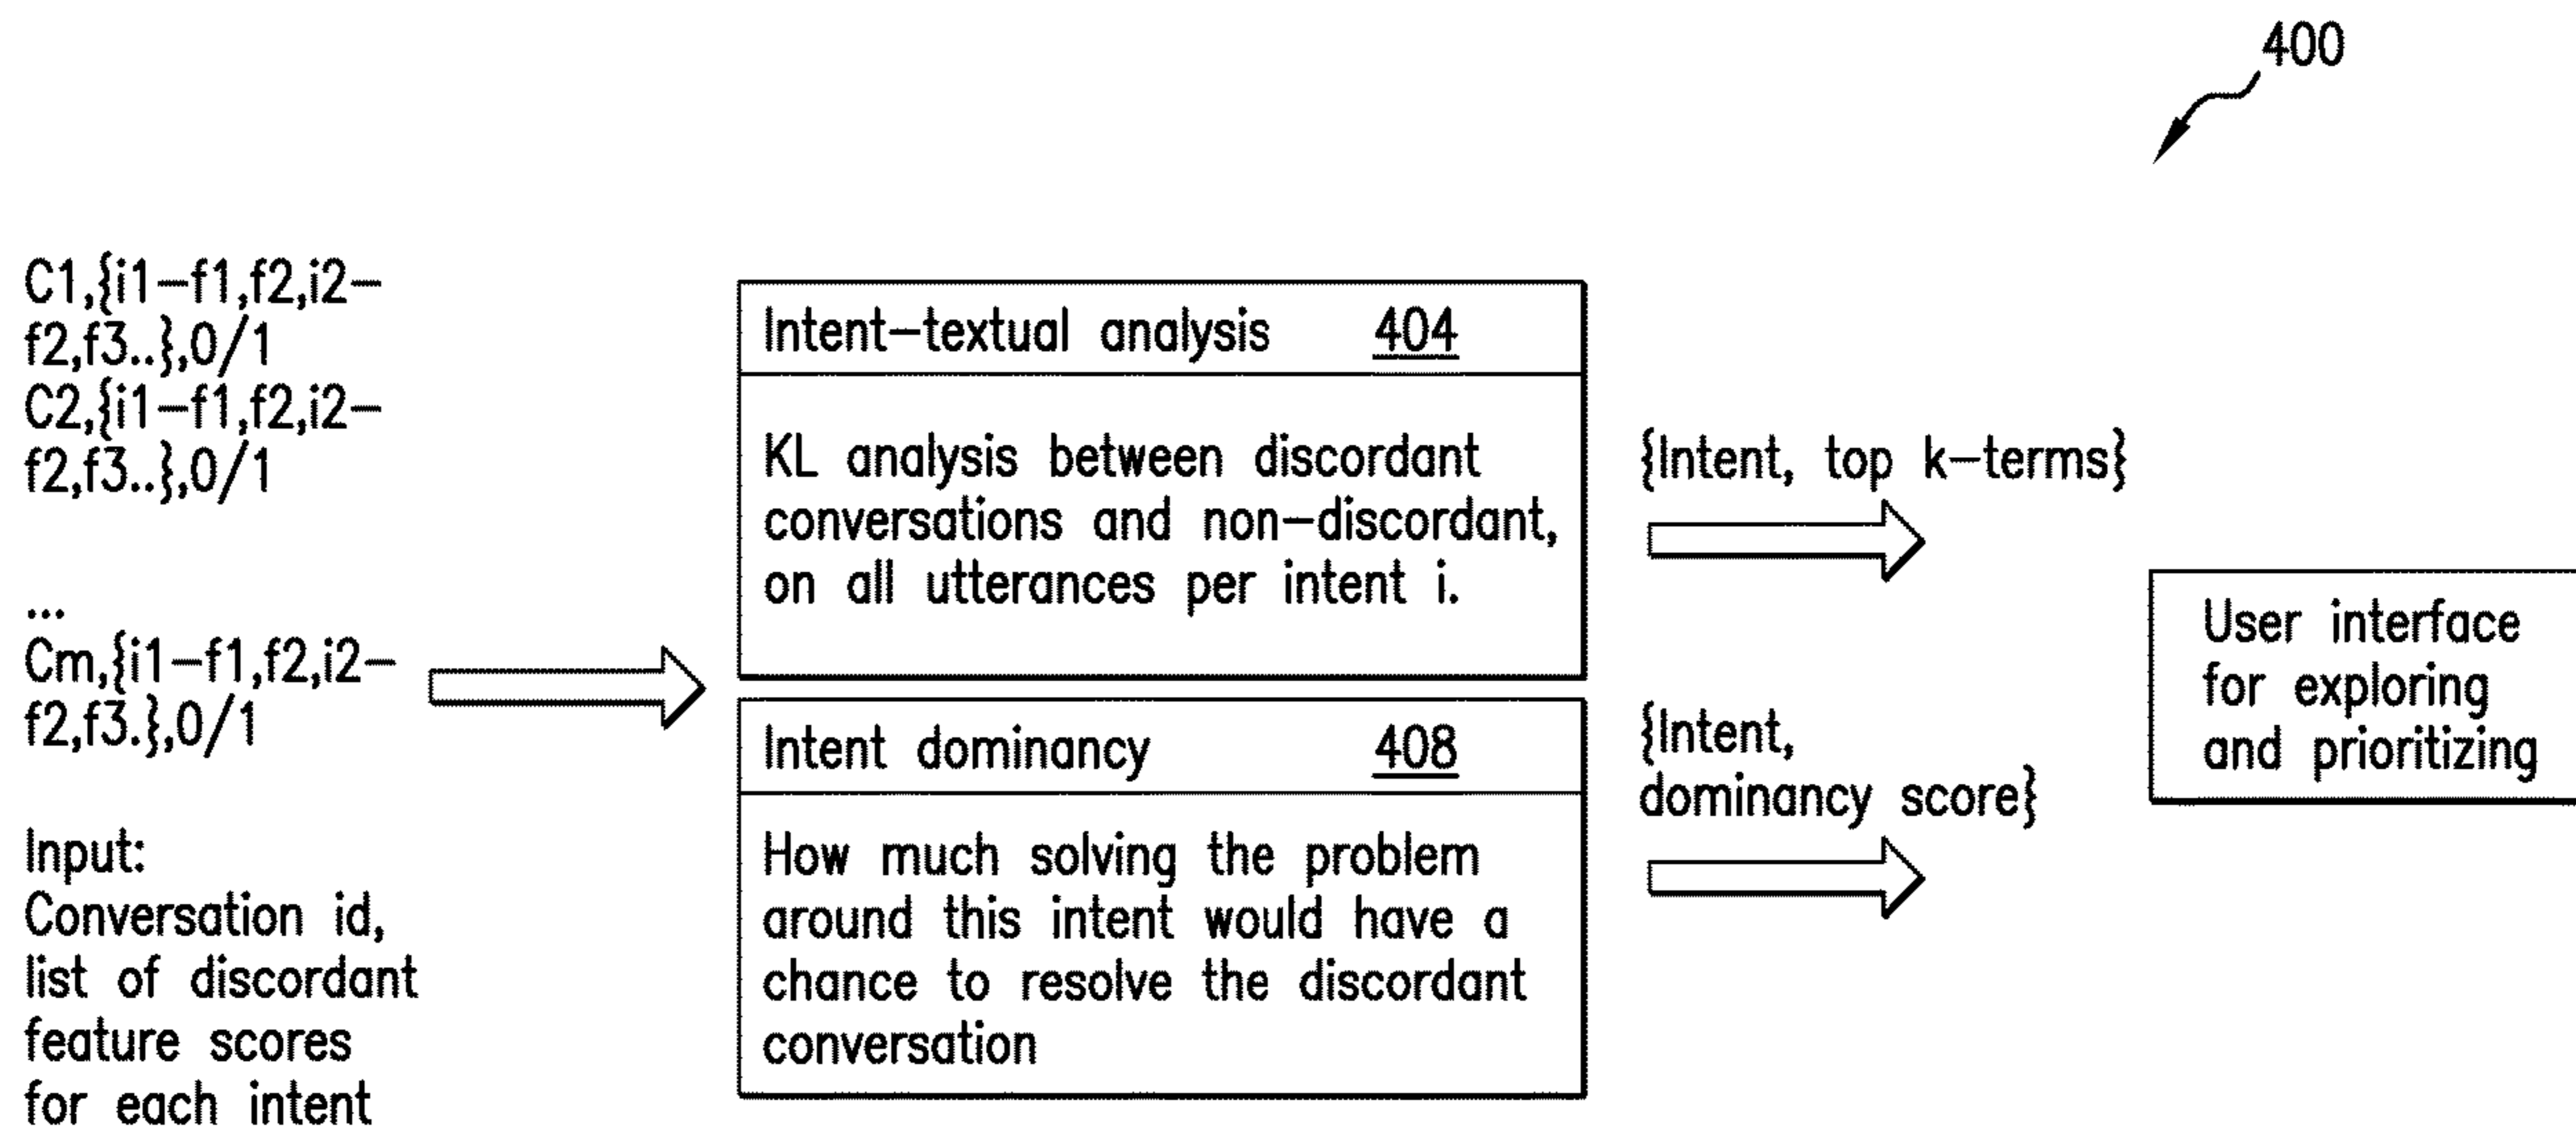 400
C1,{i1-f1,f2,i2-
f2,f3..},0/1
C2,{i1-f1,f2,i2-
f2,f3..},0/1
...
Cm,{i1-f1,f2,i2-
f2,f3.},0/1
Input:
Conversation id,
list of discordant
feature scores
for each intent
Intent-textual analysis 404
KL analysis between discordant
conversations and non-discordant,
on all utterances per intent i.
Intent dominancy 408
How much solving the problem
around this intent would have a
chance to resolve the discordant
conversation
{Intent, top k-terms}
{Intent,
dominancy score}
User interface
for exploring
and prioritizing